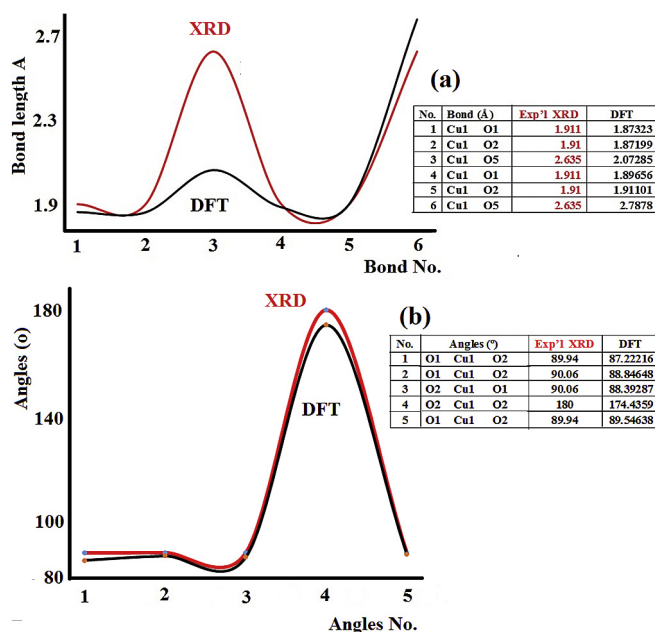 2.7
2.3
1.9
Bond length A
XRD
DFT
1 2 3 4 5 6
Bond No.
(a)
No. Bond (Å) Exp'l XRD DFT
1 Cu1 O1 1.911 1.87323
2 Cu1 O2 1.91 1.87199
3 Cu1 O5 2.635 2.07285
4 Cu1 O1 1.911 1.89656
5 Cu1 O2 1.91 1.91101
6 Cu1 O5 2.635 2.7878
180
140
100
80
Angles (o)
XRD
DFT
1 2 3 4 5
Angles No.
(b)
No. Angles (º) Exp'l XRD DFT
1 O1 Cu1 O2 89.94 87.22216
2 O1 Cu1 O2 90.06 88.84648
3 O2 Cu1 O1 90.06 88.39287
4 O2 Cu1 O2 180 174.4359
5 O1 Cu1 O2 89.94 89.54638